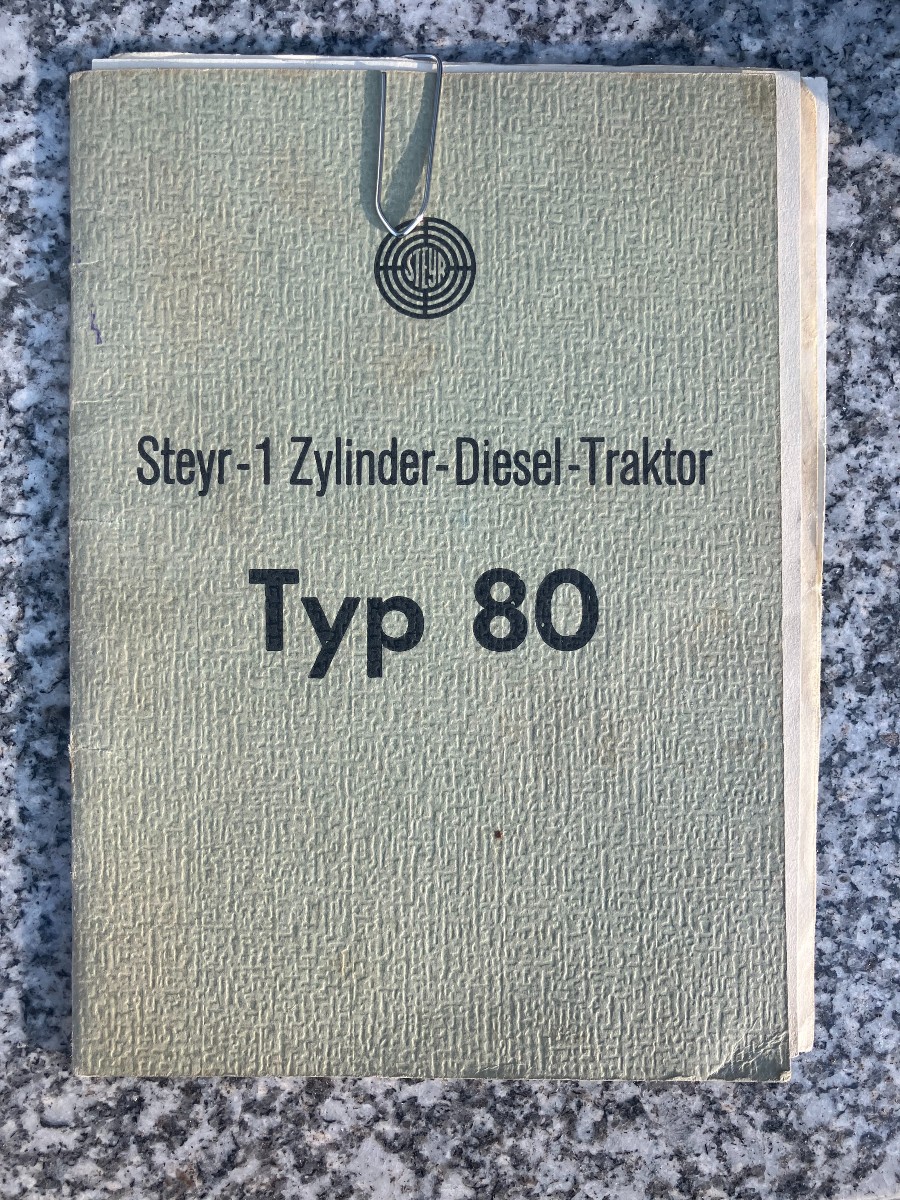 STEYR
Steyr-1 Zylinder-Diesel-Traktor
Typ 80